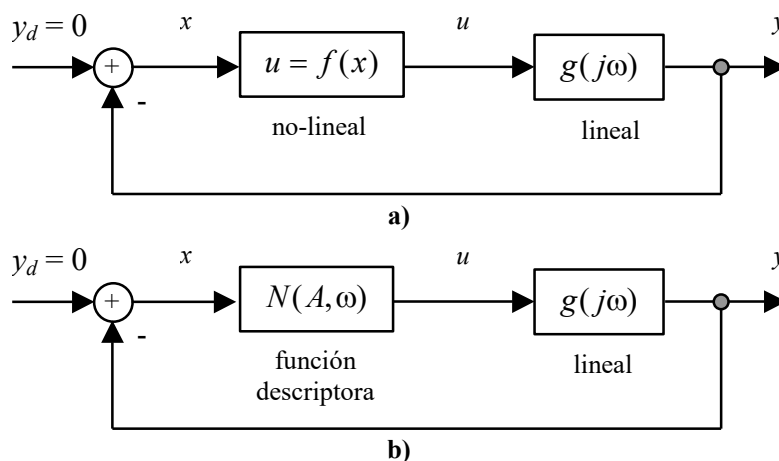 y_d = 0 x u y
+ u = f(x) g(jω)
-
no-lineal lineal
a)
y_d = 0 x u y
+ N(A,ω) g(jω)
-
función lineal
descriptora
b)